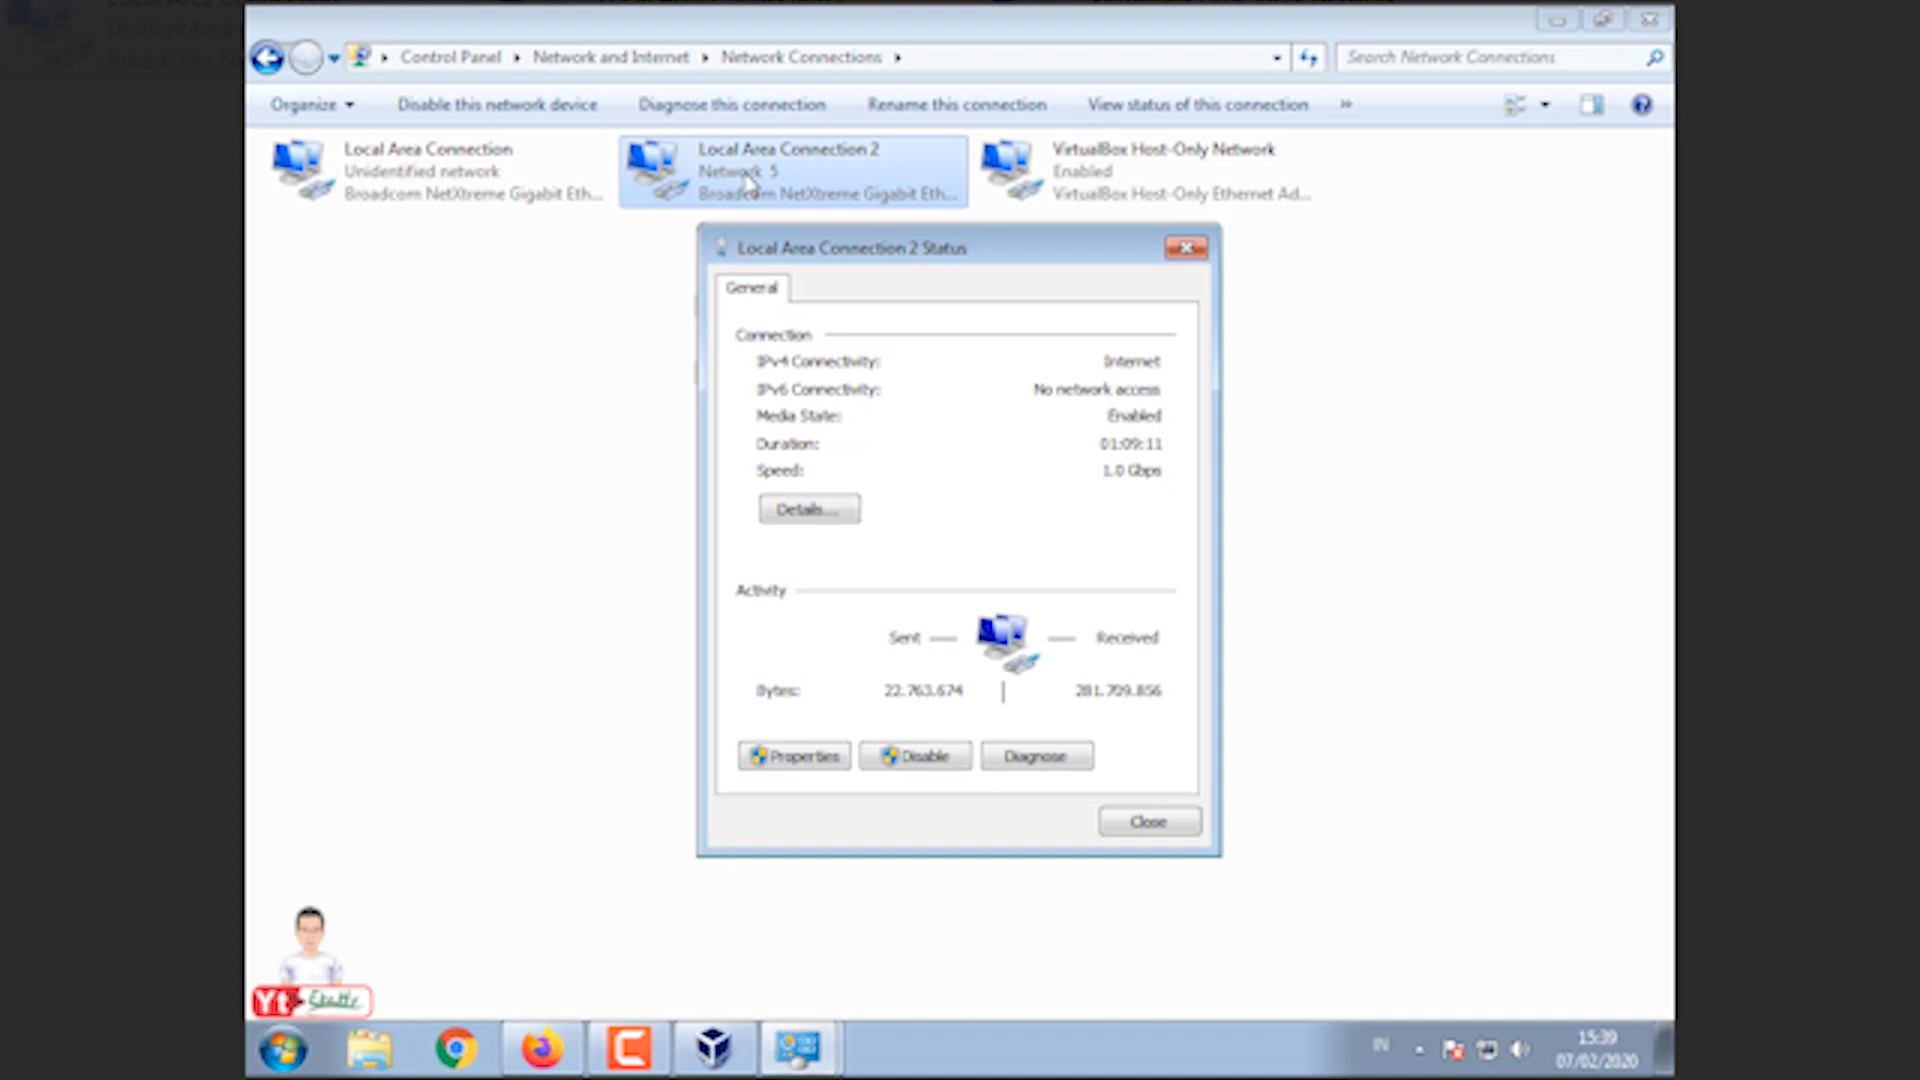 Control Panel
Network and Internet
Network Connections
Search Network Connections
Organize
Disable this network device
Diagnose this connection
Rename this connection
View status of this connection
»
Local Area Connection
Unidentified network
Broadcom NetXtreme Gigabit Eth...
Local Area Connection 2
Network 5
Broadcom NetXtreme Gigabit Eth...
VirtualBox Host-Only Network
Enabled
VirtualBox Host-Only Ethernet Ad...
Local Area Connection 2 Status
General
Connection
IPv4 Connectivity: Internet
IPv6 Connectivity: No network access
Media State: Enabled
Duration: 01:09:11
Speed: 1.0 Gbps
Details...
Activity
Sent Received
Bytes: 22.763.674 281.709.856
Properties Disable Diagnose
Close
Yt
IN
15:39
07/02/2020